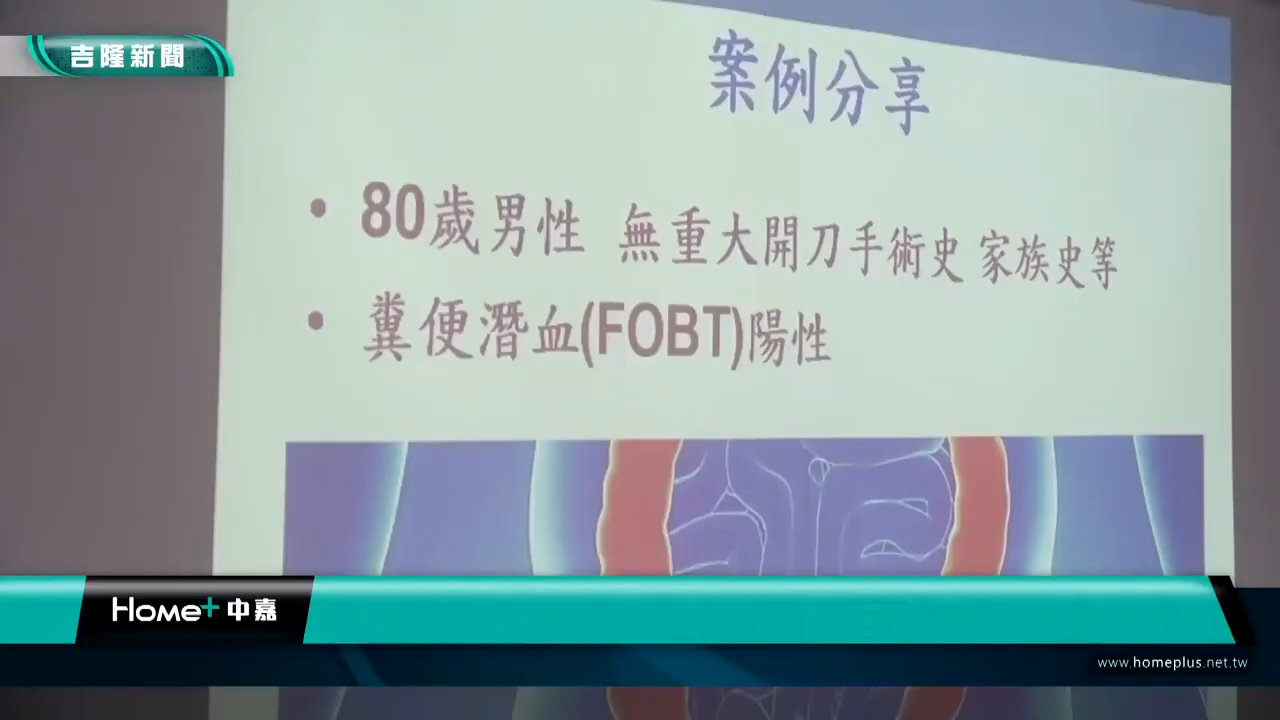 吉隆新聞
案例分享
• 80歲男性 無重大開刀手術史 家族史等
• 糞便潛血(FOBT)陽性
Home+ 中嘉
www.homeplus.net.tw